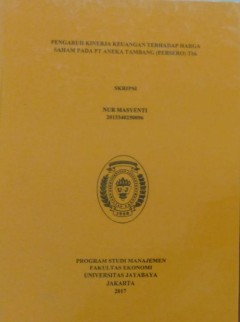 PENGARUH KINERJA KEUANGAN TERHADAP HARGA
SAHAM PADA PT ANEKA TAMBANG (PERSERO) Tbk
SKRIPSI
NUR MASYENTI
PROGRAM STUDI MANAJEMEN
FAKULTAS EKONOMI
UNIVERSITAS JAYABAYA
JAKARTA
2017